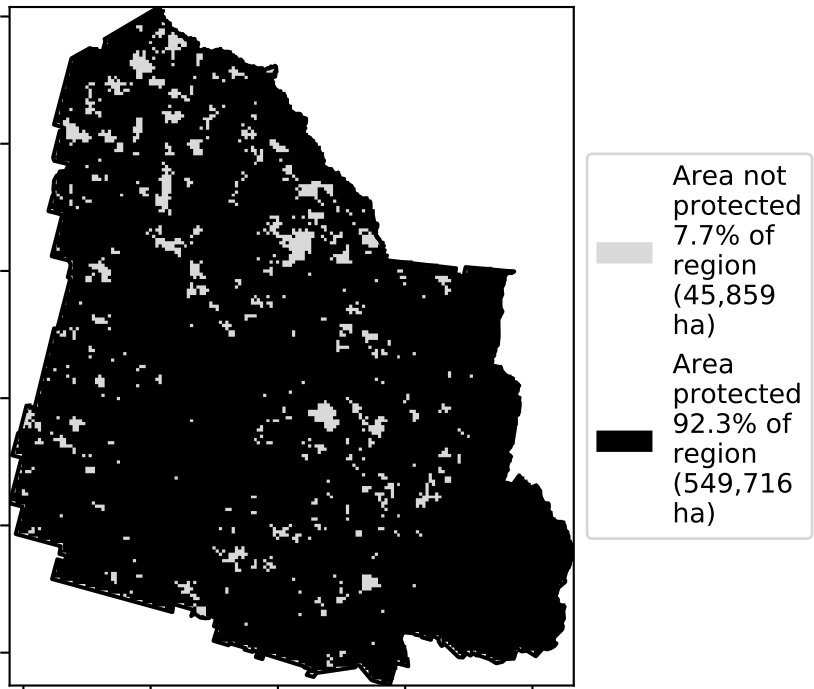 Area not
protected
7.7% of
region
(45,859
ha)
Area
protected
92.3% of
region
(549,716
ha)